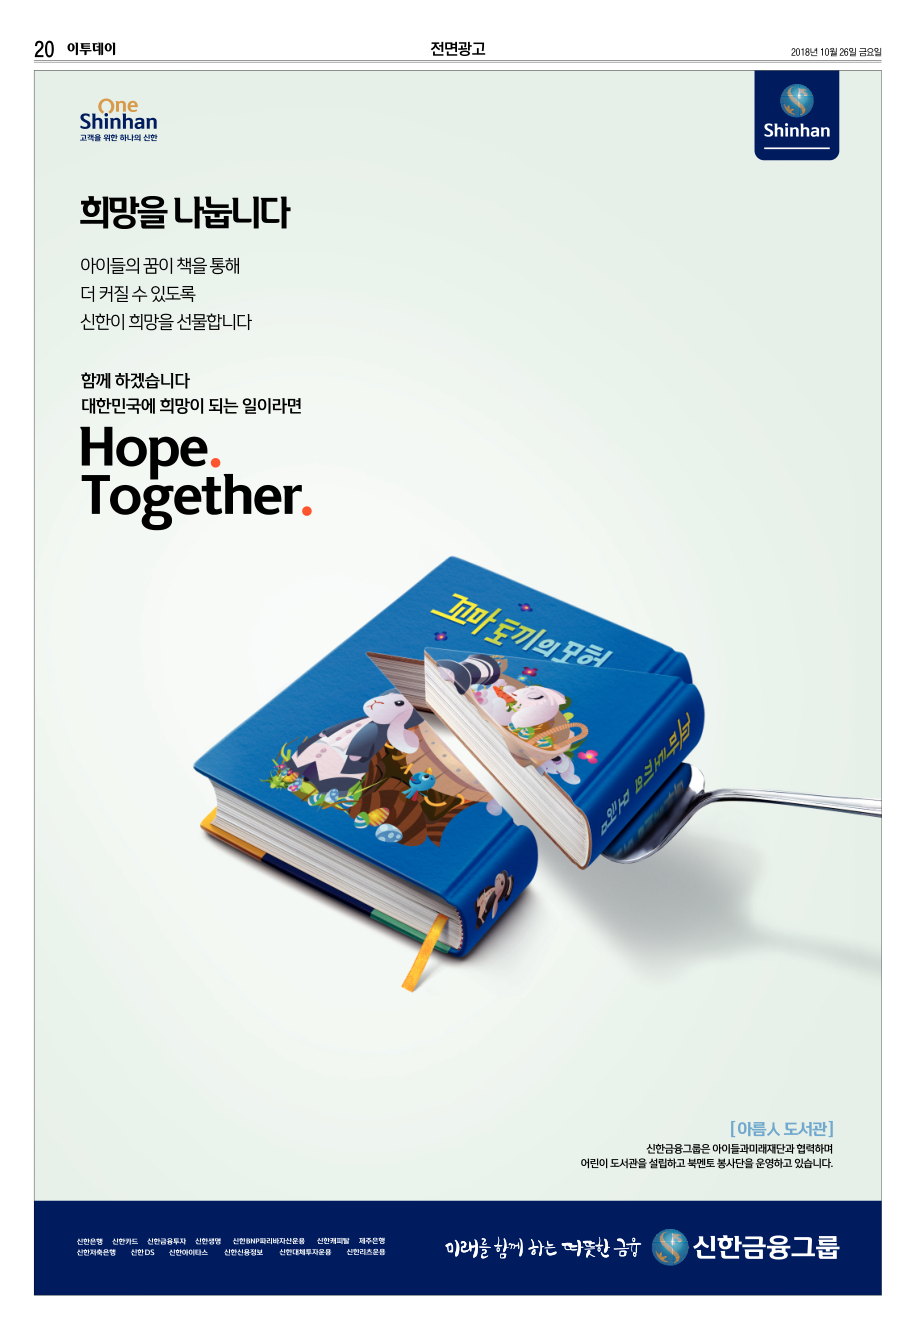 20 이투데이
전면광고
2018년 10월 26일 금요일
One
Shinhan
고객을 위한 하나의 신한
Shinhan
희망을 나눕니다
아이들의 꿈이 책을 통해
더 커질 수 있도록
신한이 희망을 선물합니다
함께 하겠습니다
대한민국에 희망이 되는 일이라면
Hope.
Together.
꼬마 토끼의 모허
[아름人 도서관]
신한금융그룹은 아이들과미래재단과 협력하며
어린이 도서관을 설립하고 북멘토 봉사단을 운영하고 있습니다.
신한은행 신한카드 신한금융투자 신한생명 신한BNP파리바자산운용 신한캐피탈 제주은행
신한저축은행 신한DS 신한아이타스 신한신용정보 신한대체투자운용 신한리츠운용
미래를 함께 하는 따뜻한 금융
신한금융그룹